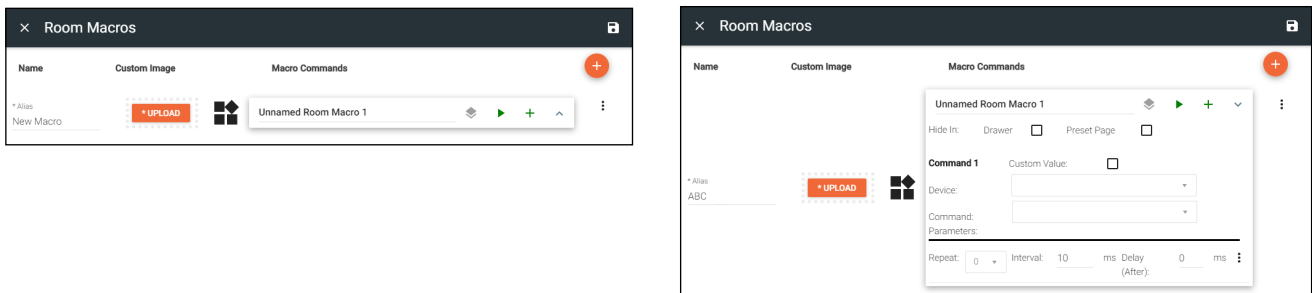 Room Macros
Name Custom Image Macro Commands
* Alias
New Macro
* UPLOAD
Unnamed Room Macro 1
Room Macros
Name Custom Image Macro Commands
* Alias
ABC
* UPLOAD
Unnamed Room Macro 1
Hide In: Drawer Preset Page
Command 1 Custom Value:
Device:
Command:
Parameters:
Repeat: 0 Interval: 10 ms Delay (After): 0 ms